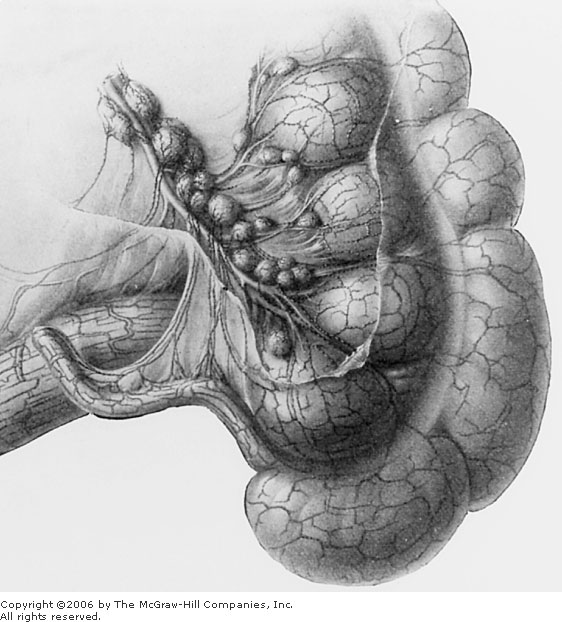 Copyright ©2006 by The McGraw-Hill Companies, Inc.
All rights reserved.